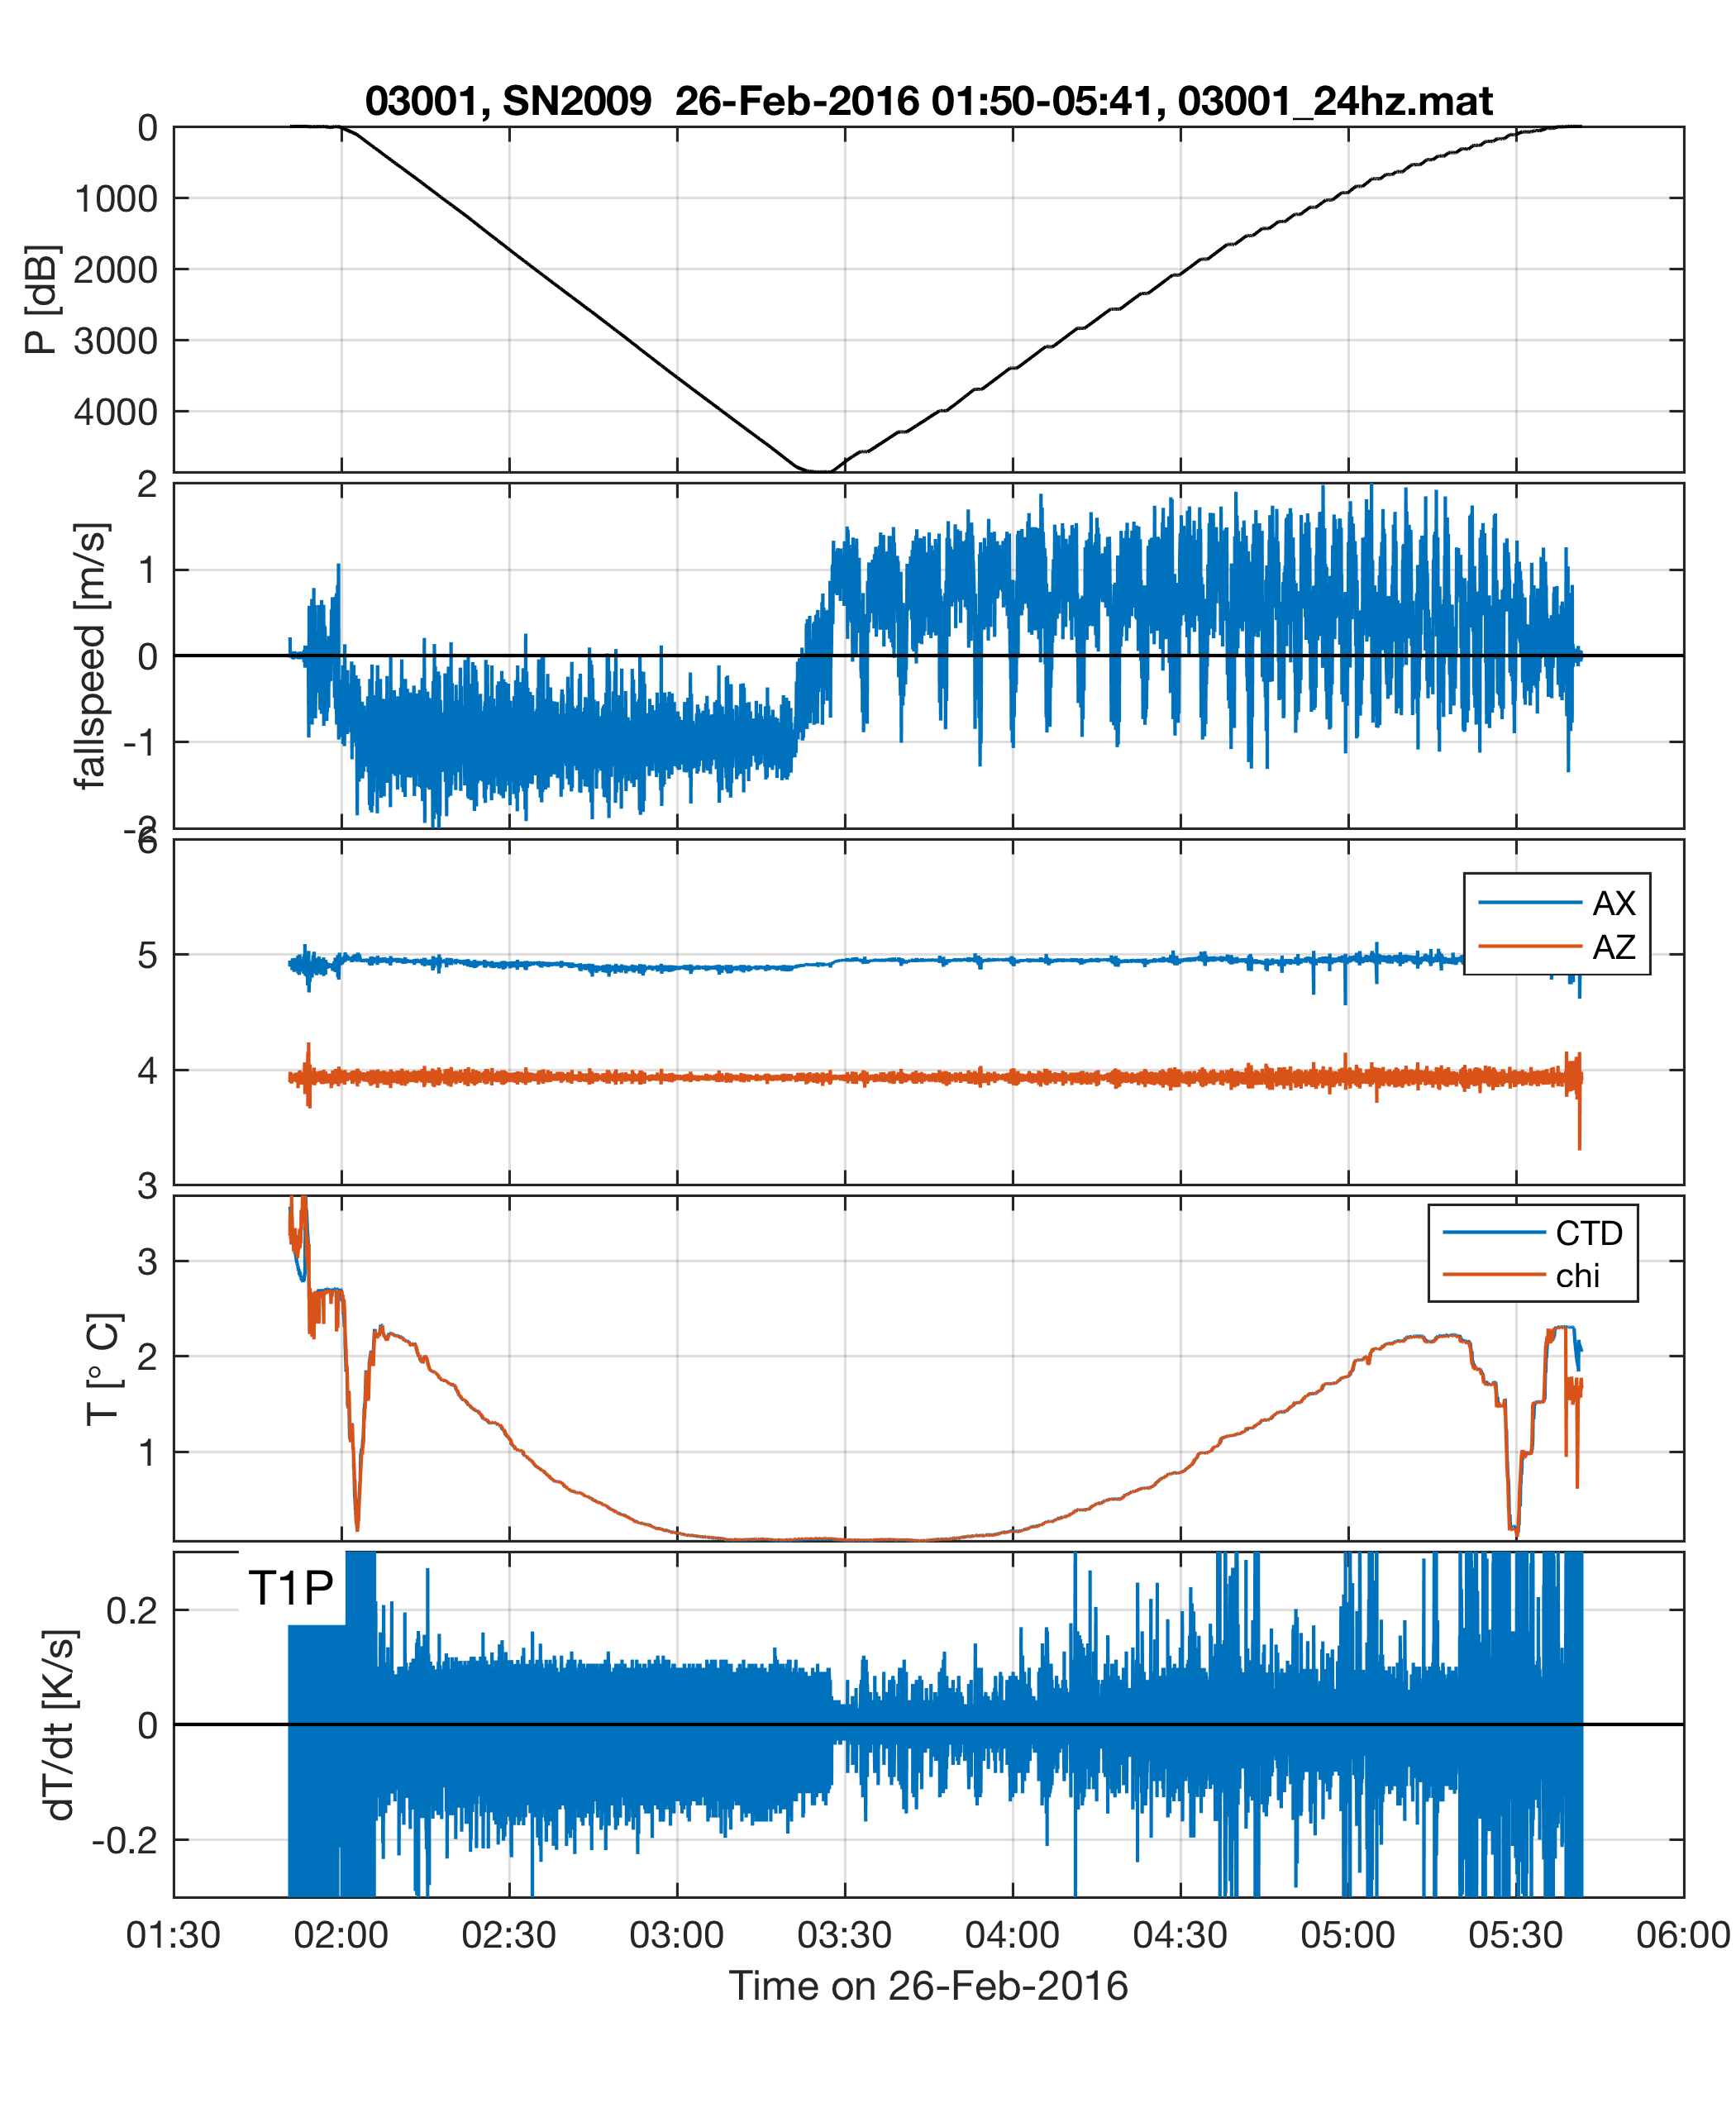 03001, SN2009  26-Feb-2016 01:50-05:41, 03001_24hz.mat
0
1000
2000
3000
4000
P [dB]
2
1
0
-1
-2
fallspeed [m/s]
6
5
4
3
AX
AZ
3
2
1
T [° C]
CTD
chi
T1P
0.2
0
-0.2
dT/dt [K/s]
01:30 02:00 02:30 03:00 03:30 04:00 04:30 05:00 05:30 06:00
Time on 26-Feb-2016